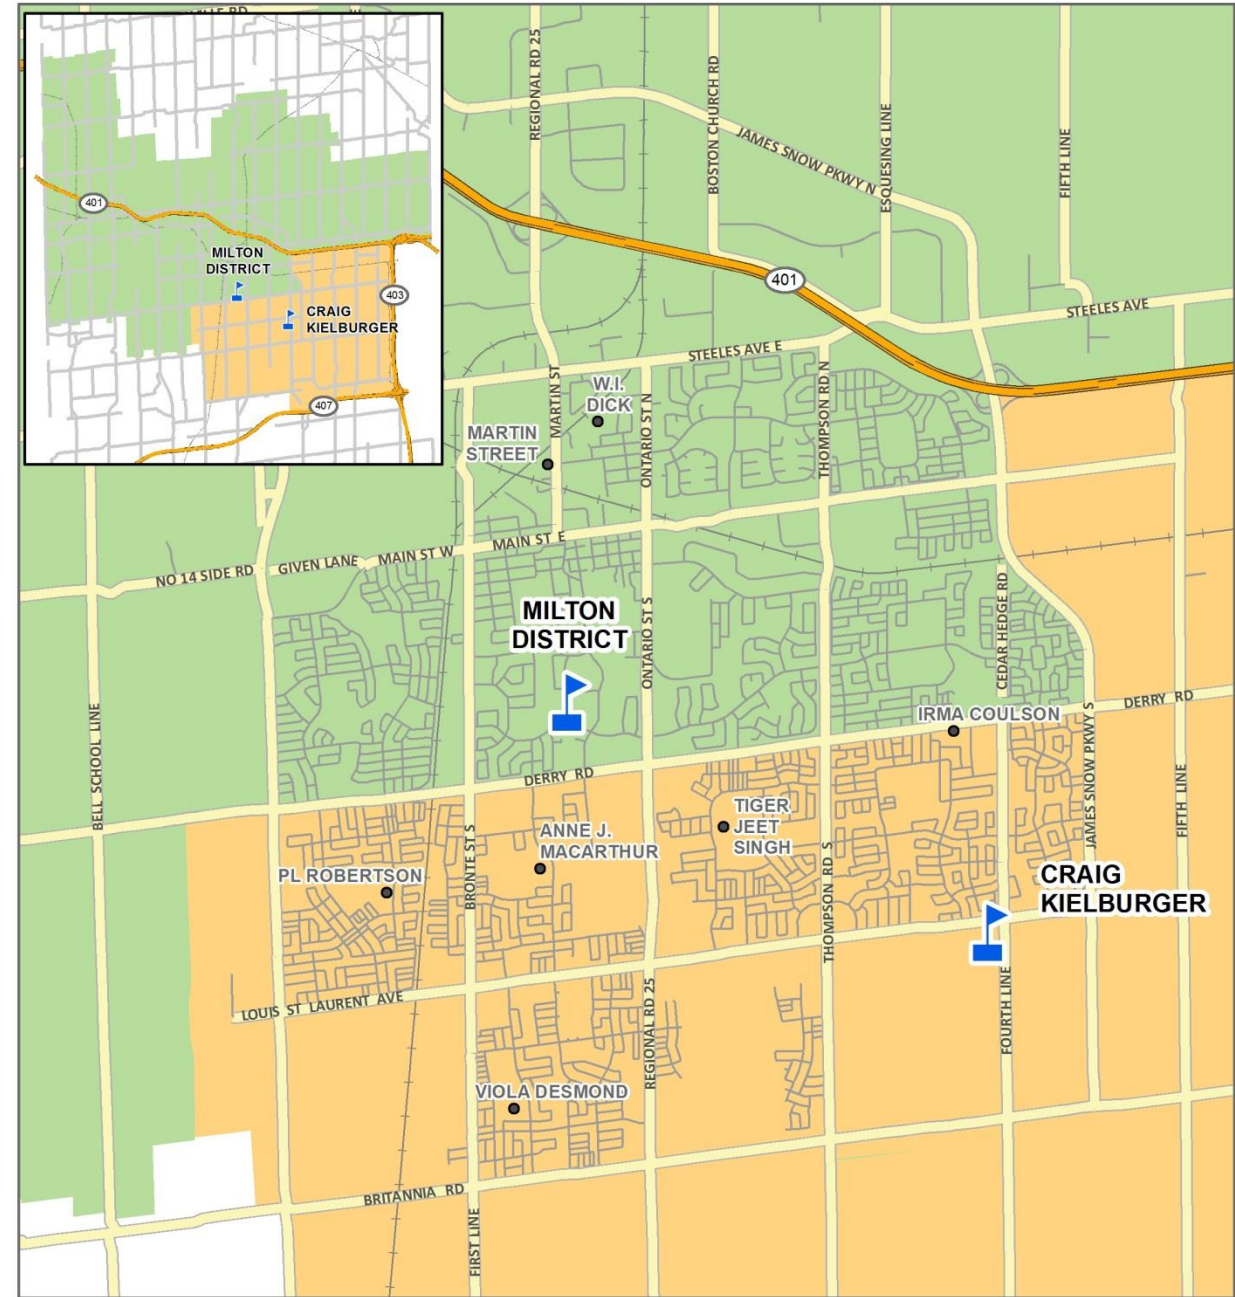 401
MILTON
DISTRICT
403
CRAIG
KIELBURGER
407
REGIONAL RD 25
BOSTON CHURCH RD
JAMES SNOW PKWY N
ESQUESING LINE
FIFTH LINE
401
STEELES AVE
STEELES AVE E
MARTIN ST
W.I.
DICK
MARTIN
STREET
ONTARIO ST N
THOMPSON RD N
NO 14 SIDE RD
GIVEN LANE
MAIN ST W
MAIN ST E
MILTON
DISTRICT
ONTARIO ST S
CEDAR HEDGE RD
IRMA COULSON
DERRY RD
BELL SCHOOL LINE
DERRY RD
JAMES SNOW PKWY S
FIFTH LINE
TIGER
JEET
SINGH
ANNE J.
MACARTHUR
PL ROBERTSON
BRONTE ST S
THOMPSON RD S
CRAIG
KIELBURGER
LOUIS ST LAURENT AVE
REGIONAL RD 25
FOURTH LINE
VIOLA DESMOND
BRITANNIA RD
FIRST LINE